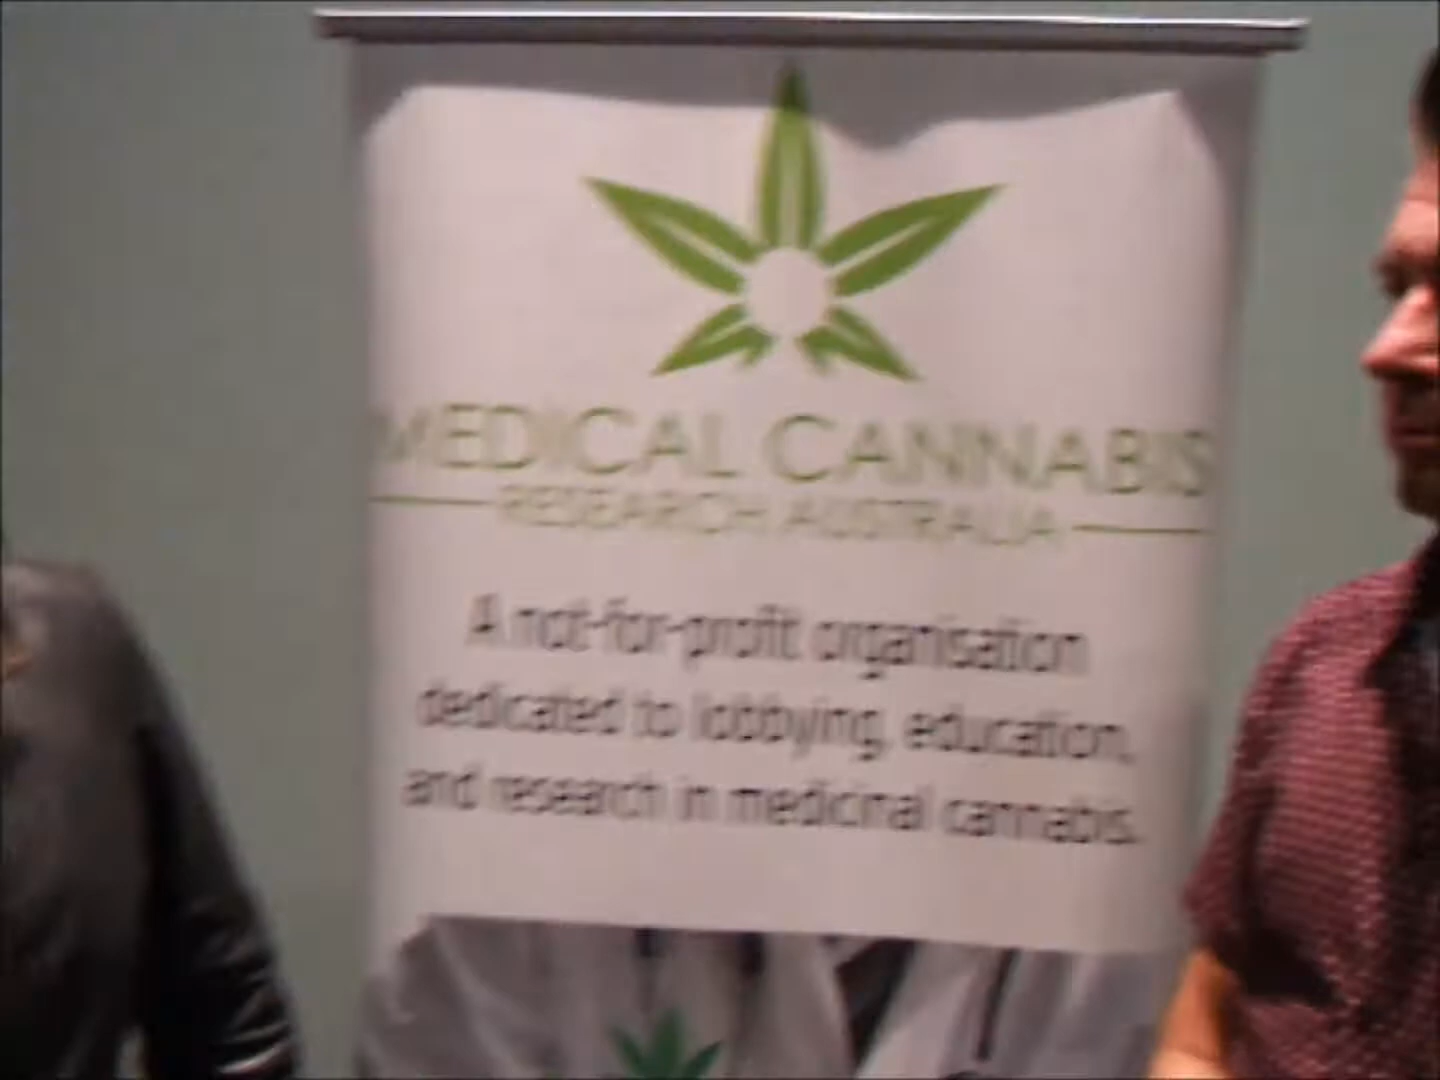 MEDICAL CANNABIS
RESEARCH AUSTRALIA
A not-for-profit organisation
dedicated to lobbying, education,
and research in medicinal cannabis.